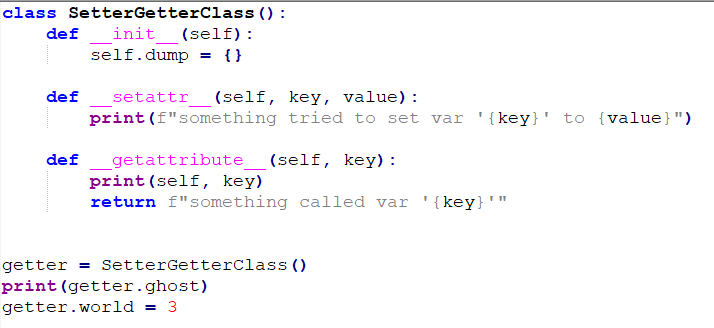 class SetterGetterClass():
    def __init__(self):
        self.dump = {}
    def __setattr__(self, key, value):
        print(f"something tried to set var '{key}' to {value}")
    def __getattribute__(self, key):
        print(self, key)
        return f"something called var '{key}'"
getter = SetterGetterClass()
print(getter.ghost)
getter.world = 3